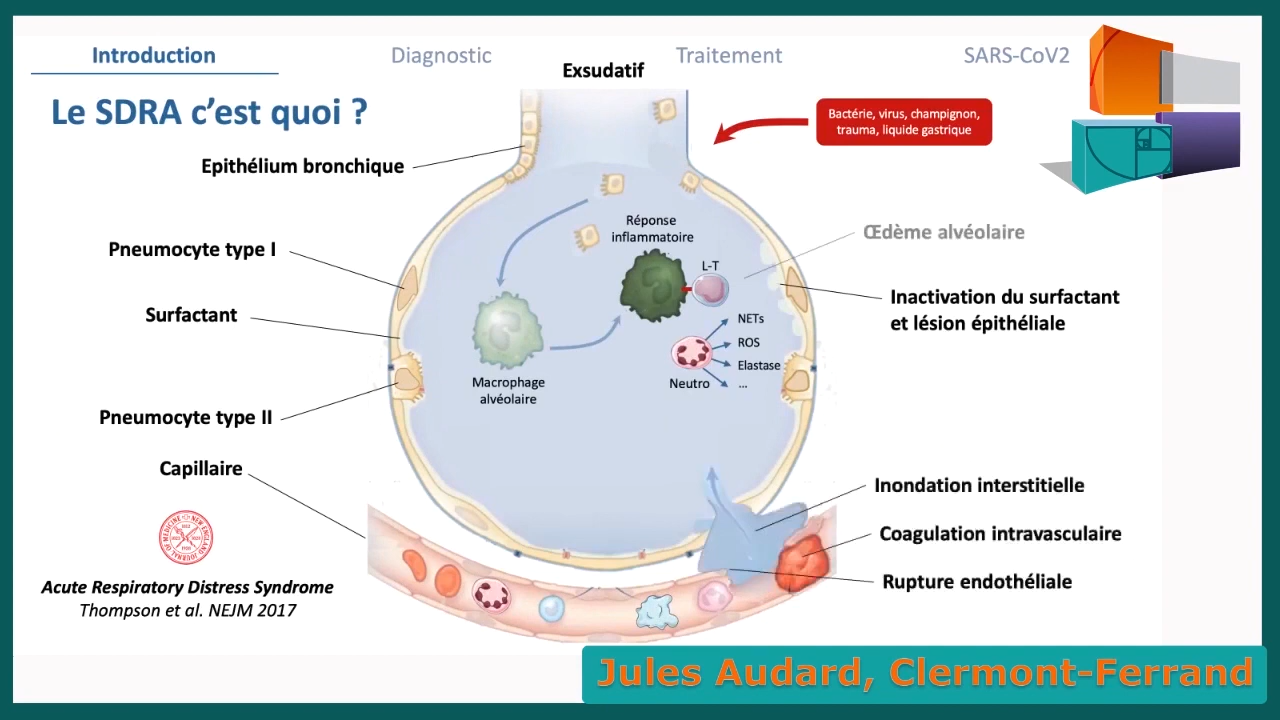 Introduction
Diagnostic
Traitement
SARS-CoV2
Exsudatif
Le SDRA c’est quoi ?
Bactérie, virus, champignon,
trauma, liquide gastrique
Epithélium bronchique
Réponse
inflammatoire
Œdème alvéolaire
Pneumocyte type I
L-T
Inactivation du surfactant
et lésion épithéliale
Surfactant
NETs
ROS
Elastase
...
Neutro
Macrophage
alvéolaire
Pneumocyte type II
Capillaire
Inondation interstitielle
Coagulation intravasculaire
Rupture endothéliale
Acute Respiratory Distress Syndrome
Thompson et al. NEJM 2017
Jules Audard, Clermont-Ferrand